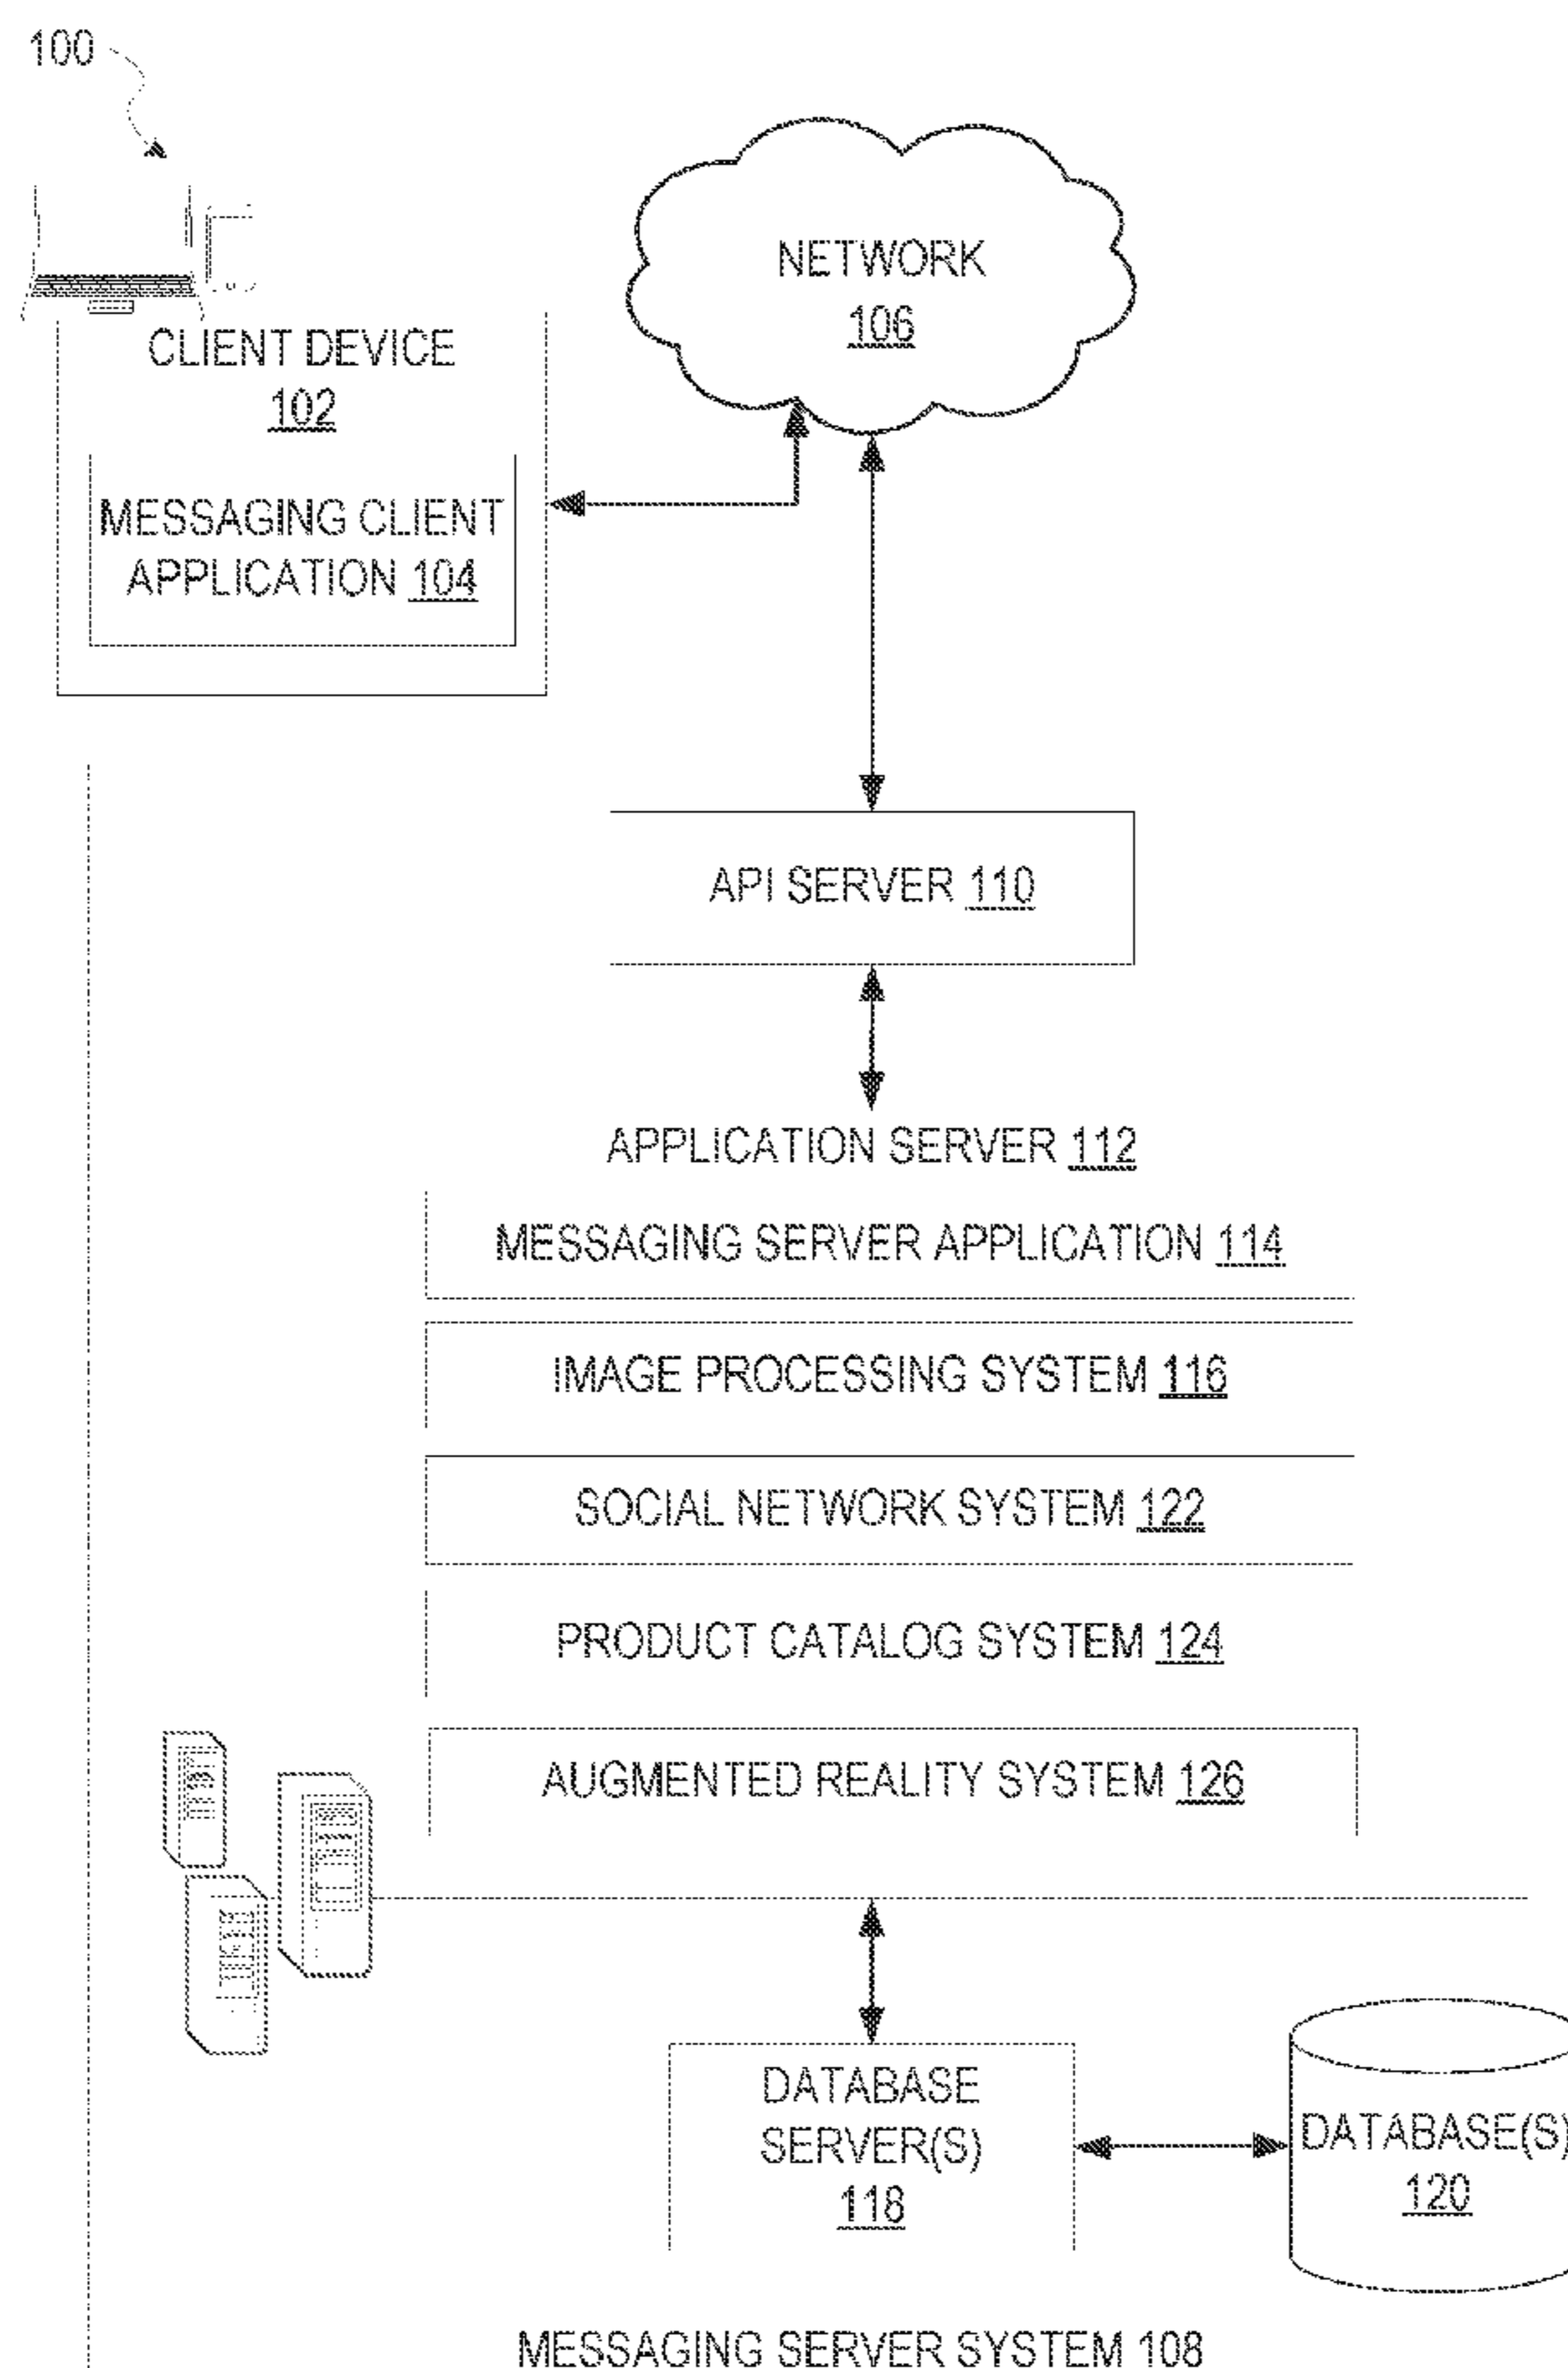 100
NETWORK
106
CLIENT DEVICE
102
MESSAGING CLIENT
APPLICATION 104
API SERVER 110
APPLICATION SERVER 112
MESSAGING SERVER APPLICATION 114
IMAGE PROCESSING SYSTEM 116
SOCIAL NETWORK SYSTEM 122
PRODUCT CATALOG SYSTEM 124
AUGMENTED REALITY SYSTEM 126
DATABASE
SERVER(S)
118
DATABASE(S)
120
MESSAGING SERVER SYSTEM 108